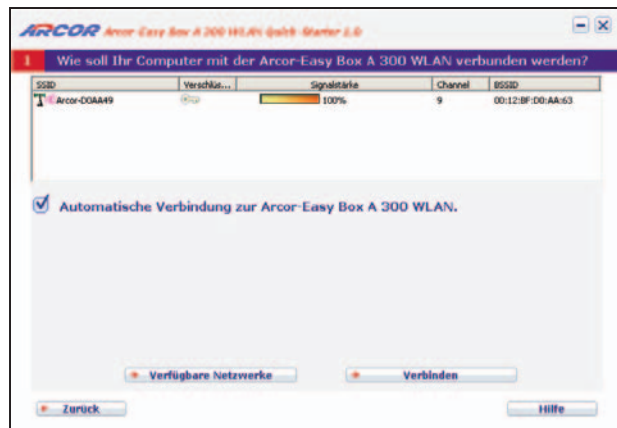 ARCOR Arcor-Easy Box A 300 WLAN Quick-Starter 1.0
1 Wie soll Ihr Computer mit der Arcor-Easy Box A 300 WLAN verbunden werden?
SSID Verschlüs... Signalstärke Channel BSSID
Arcor-D0AA49 100% 9 00:12:BF:D0:AA:63
Automatische Verbindung zur Arcor-Easy Box A 300 WLAN.
Verfügbare Netzwerke Verbinden
Zurück Hilfe